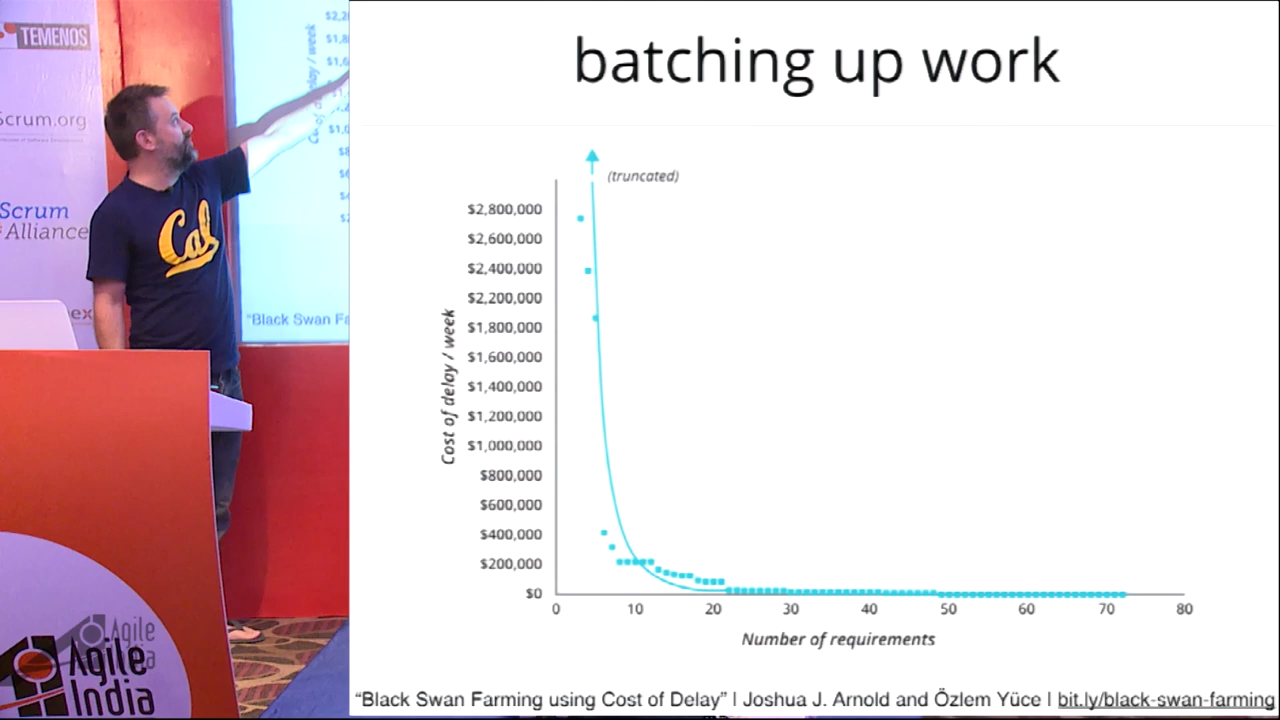 batching up work
(truncated)
$2,800,000
$2,600,000
$2,400,000
$2,200,000
$1,800,000
$1,600,000
$1,400,000
$1,200,000
$1,000,000
$800,000
$600,000
$400,000
$200,000
$0
Cost of delay / week
0 10 20 30 40 50 60 70 80
Number of requirements
“Black Swan Farming using Cost of Delay” | Joshua J. Arnold and Özlem Yüce | bit.ly/black-swan-farming
TEMENOS
Scrum.org
Scrum
Alliance
ex
Cal
"Black Swan Fa
Agile
Agile
India